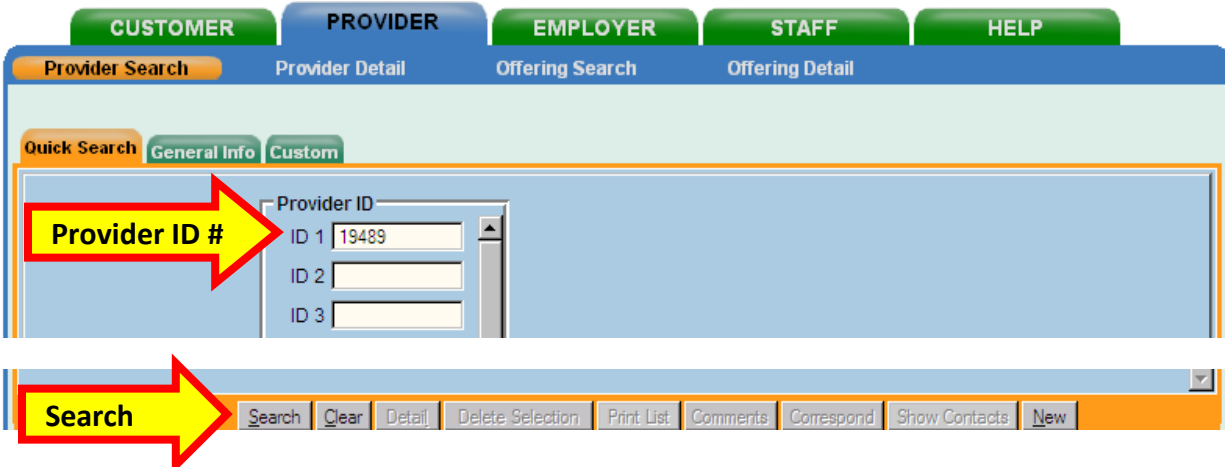 CUSTOMER PROVIDER EMPLOYER STAFF HELP
Provider Search Provider Detail Offering Search Offering Detail
Quick Search General Info Custom
Provider ID
Provider ID # ID 1 19489
ID 2
ID 3
Search Search Clear Detail Delete Selection Print List Comments Correspond Show Contacts New